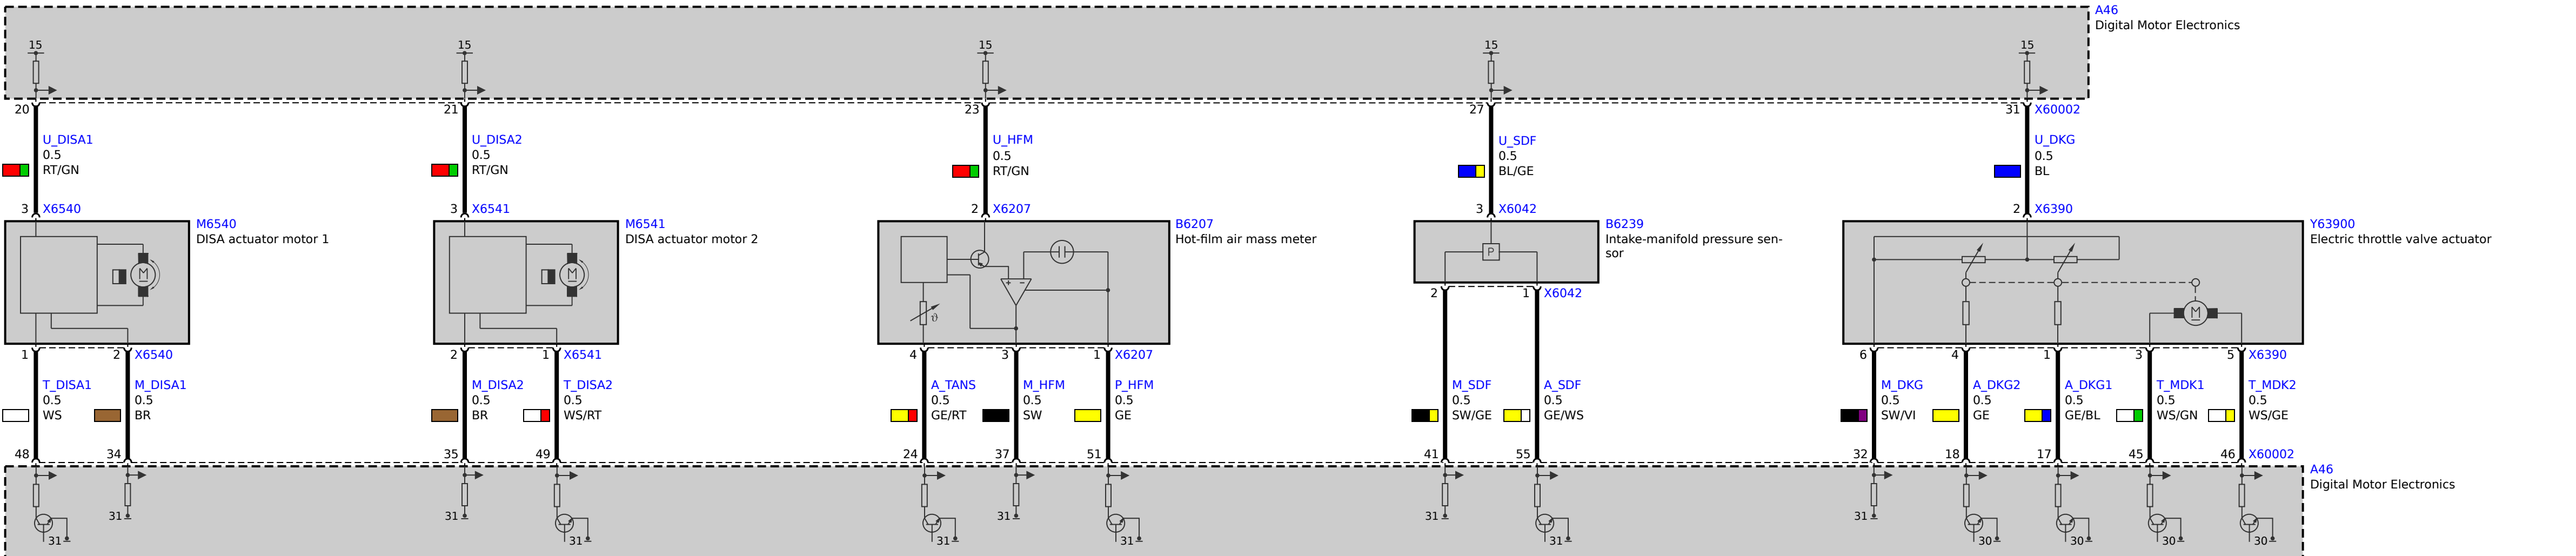 A46
Digital Motor Electronics
15 15 15 15 15
20 21 23 27 31 X60002
U_DISA1
0.5
RT/GN
U_DISA2
0.5
RT/GN
U_HFM
0.5
RT/GN
U_SDF
0.5
BL/GE
U_DKG
0.5
BL
3 X6540
3 X6541
2 X6207
3 X6042
2 X6390
M6540
DISA actuator motor 1
M
M6541
DISA actuator motor 2
M
B6207
Hot-film air mass meter
+ -
ϑ
B6239
Intake-manifold pressure sen-
sor
P
Y63900
Electric throttle valve actuator
M
2 1 X6042
1 2 X6540
2 1 X6541
4 3 1 X6207
6 4 1 3 5 X6390
T_DISA1
0.5
WS
M_DISA1
0.5
BR
M_DISA2
0.5
BR
T_DISA2
0.5
WS/RT
A_TANS
0.5
GE/RT
M_HFM
0.5
SW
P_HFM
0.5
GE
M_SDF
0.5
SW/GE
A_SDF
0.5
GE/WS
M_DKG
0.5
SW/VI
A_DKG2
0.5
GE
A_DKG1
0.5
GE/BL
T_MDK1
0.5
WS/GN
T_MDK2
0.5
WS/GE
48 34 35 49 24 37 51 41 55 32 18 17 45 46 X60002
A46
Digital Motor Electronics
31 31 31 31 31
31 31 31 31 31 30 30 30 30